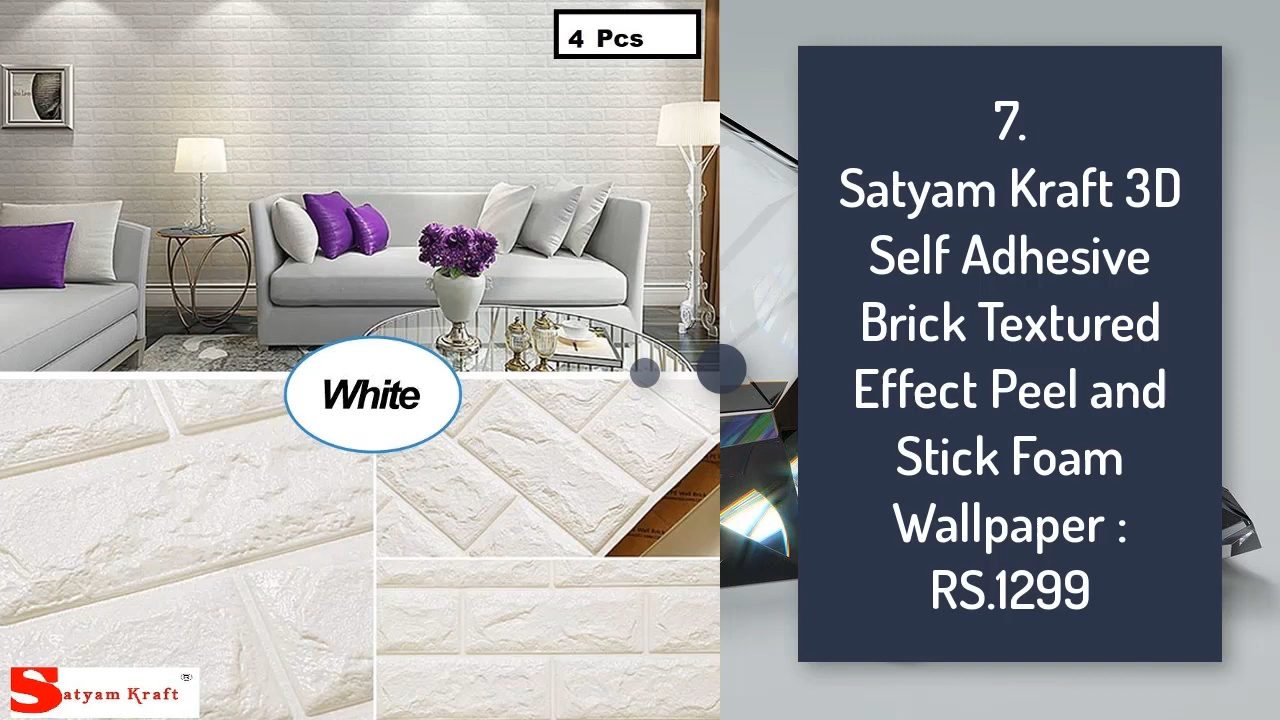 4 Pcs
White
Satyam Kraft
7.
Satyam Kraft 3D
Self Adhesive
Brick Textured
Effect Peel and
Stick Foam
Wallpaper :
RS.1299